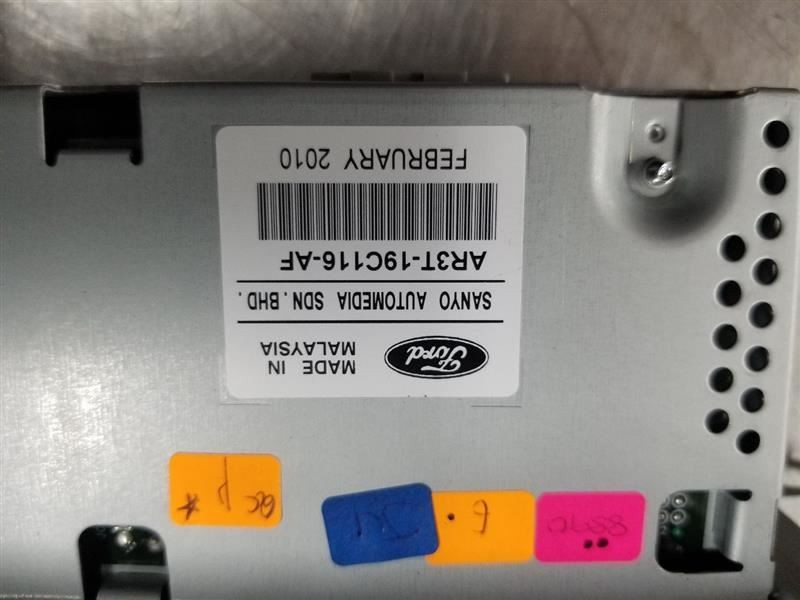 Ford
MADE IN
MALAYSIA
SANYO AUTOMEDIA SDN. BHD.
AR3T-19C116-AF
FEBRUARY 2010